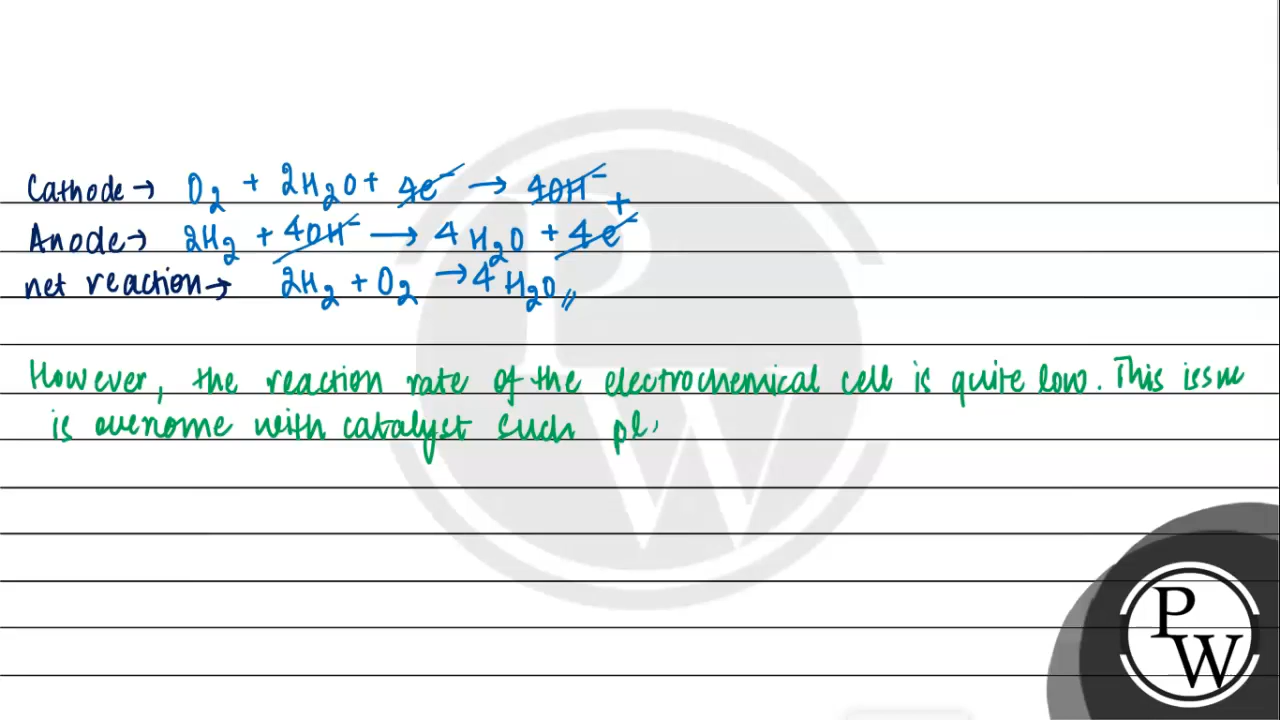 Cathode → O2 + 2H2O + 4e⁻ → 4OH⁻ +
Anode → 2H2 + 4OH⁻ → 4H2O + 4e⁻
net reaction → 2H2 + O2 → 4H2O //
However, the reaction rate of the electrochemical cell is quite low. This issue
is overcome with catalyst such pl
P
W
P
W